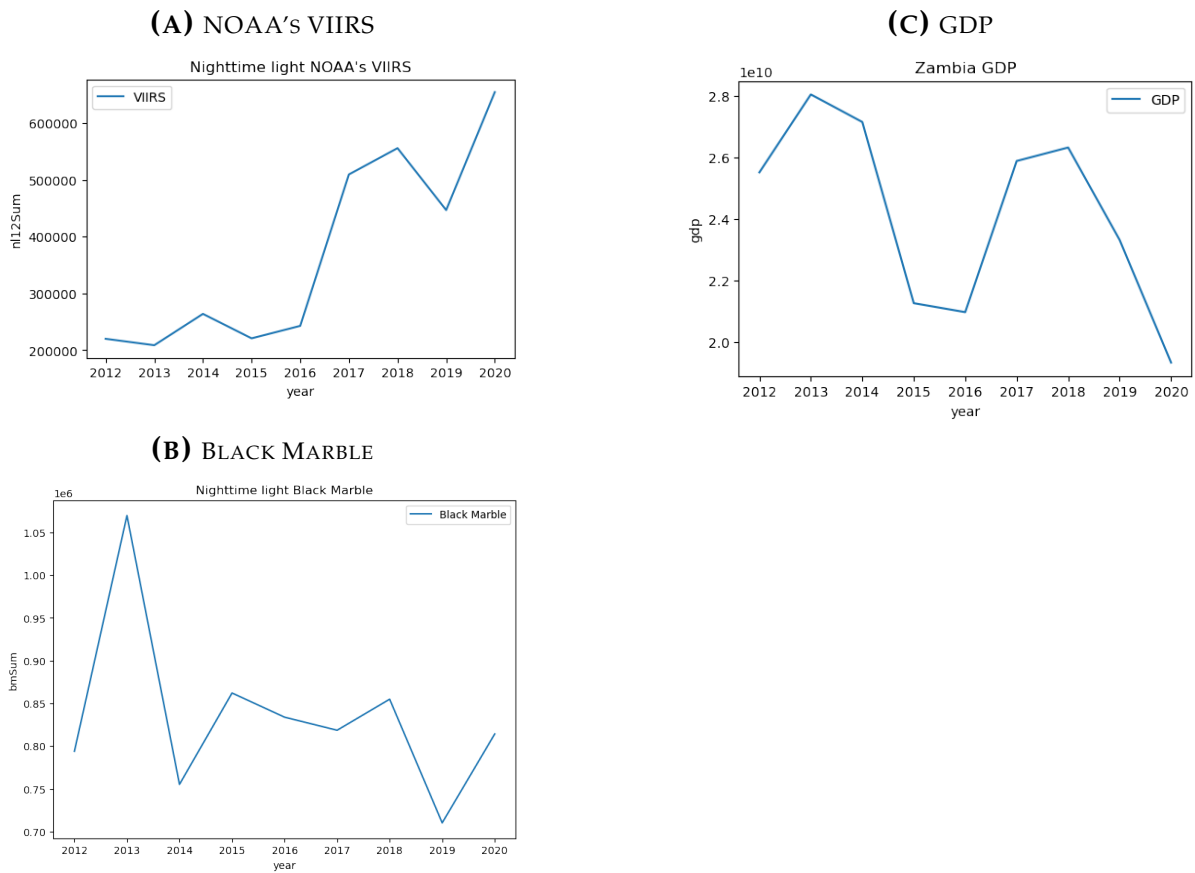 (A) NOAA's VIIRS
Nighttime light NOAA's VIIRS
VIIRS
600000
500000
400000
300000
200000
nl12Sum
2012 2013 2014 2015 2016 2017 2018 2019 2020
year
(C) GDP
1e10
Zambia GDP
GDP
2.8
2.6
2.4
2.2
2.0
gdp
2012 2013 2014 2015 2016 2017 2018 2019 2020
year
(B) BLACK MARBLE
1e6
Nighttime light Black Marble
Black Marble
1.05
1.00
0.95
0.90
0.85
0.80
0.75
0.70
bmSum
2012 2013 2014 2015 2016 2017 2018 2019 2020
year